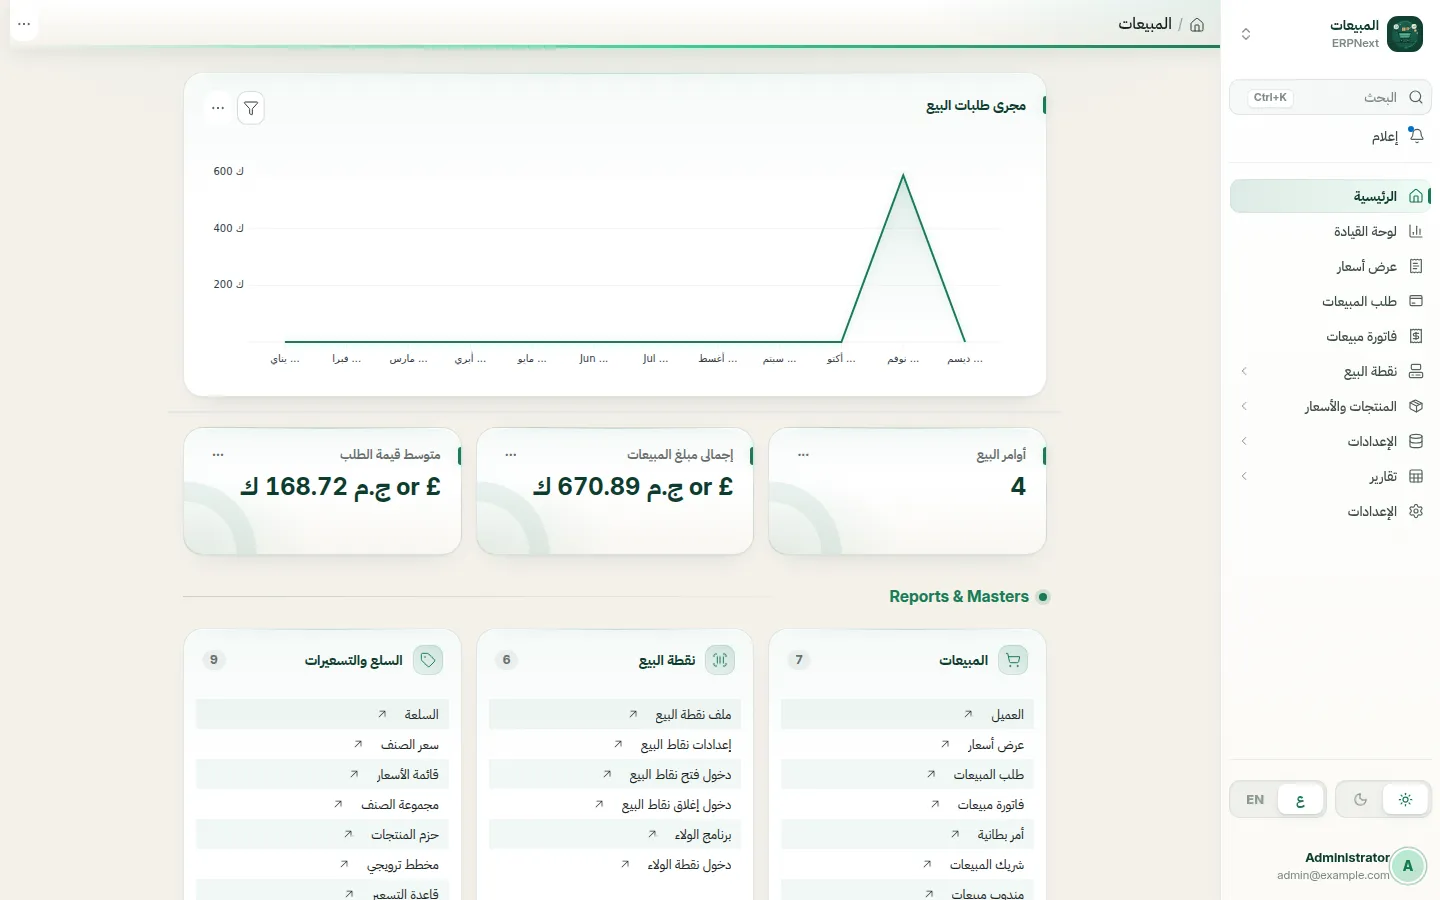 المبيعات
ERPNext
البحث
Ctrl+K
إعلام
الرئيسية
لوحة القيادة
عرض أسعار
طلب المبيعات
فاتورة مبيعات
نقطة البيع
المنتجات والأسعار
الإعدادات
تقارير
الإعدادات
EN
ع
Administrator
admin@example.com
A
/ المبيعات
...
مجرى طلبات البيع
...
600 ك
400 ك
200 ك
يناي ...
فبرا ...
مارس ...
أبري ...
مايو ...
Jun ...
Jul ...
أغسط ...
سبتم ...
أكتو ...
نوفم ...
ديسم ...
أوامر البيع
...
4
إجمالي مبلغ المبيعات
...
£ or ج.م 670.89 ك
متوسط قيمة الطلب
...
£ or ج.م 168.72 ك
Reports & Masters
المبيعات
7
العميل
عرض أسعار
طلب المبيعات
فاتورة مبيعات
أمر بطانية
شريك المبيعات
مندوب مبيعات
نقطة البيع
6
ملف نقطة البيع
إعدادات نقاط البيع
دخول فتح نقاط البيع
دخول إغلاق نقاط البيع
برنامج الولاء
دخول نقطة الولاء
السلع والتسعيرات
9
السلعة
سعر الصنف
قائمة الأسعار
مجموعة الصنف
حزم المنتجات
مخطط ترويجي
قاعدة التسعير